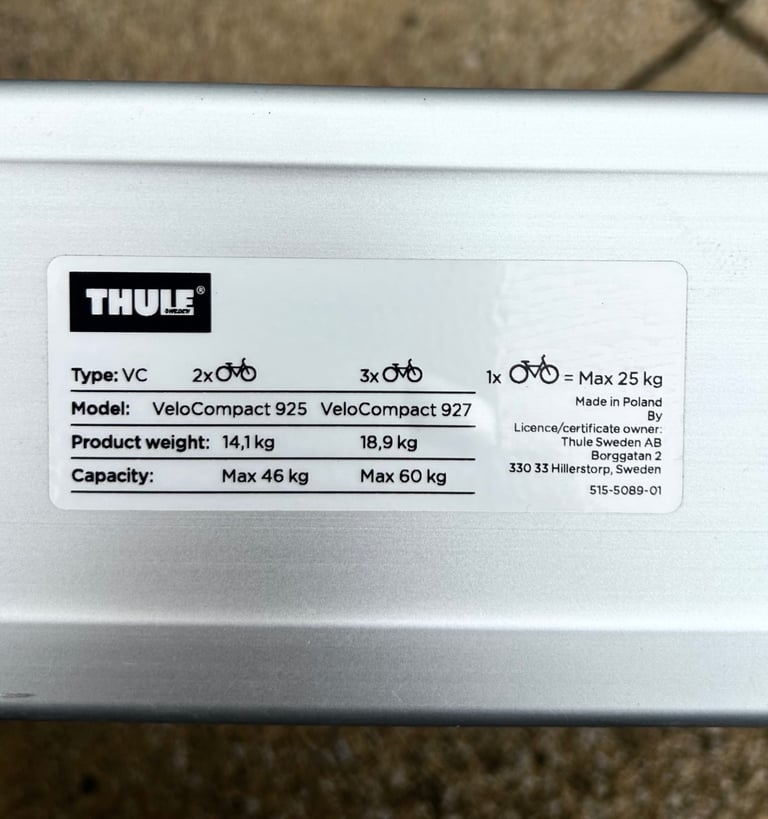 THULE®
SWEDEN
Type: VC 2x 3x
Model: VeloCompact 925 VeloCompact 927
Product weight: 14,1 kg 18,9 kg
Capacity: Max 46 kg Max 60 kg
1x = Max 25 kg
Made in Poland
By
Licence/certificate owner:
Thule Sweden AB
Borggatan 2
330 33 Hillerstorp, Sweden
515-5089-01